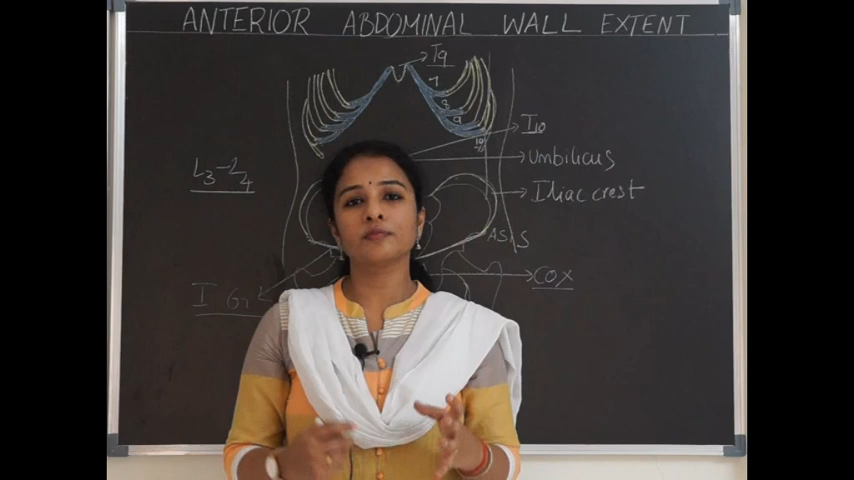 ANTERIOR ABDOMINAL WALL EXTENT
T9
7
8
9
10
T10
Umbilicus
L3-L4
Iliac crest
ASIS
COX